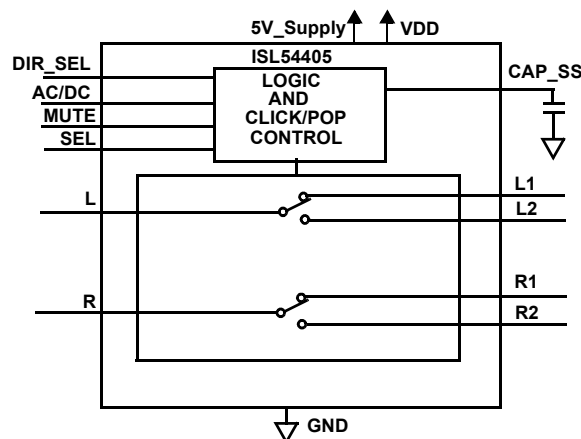 5V_Supply
VDD
ISL54405
DIR_SEL
AC/DC
MUTE
SEL
LOGIC
AND
CLICK/POP
CONTROL
CAP_SS
L
L1
L2
R
R1
R2
GND